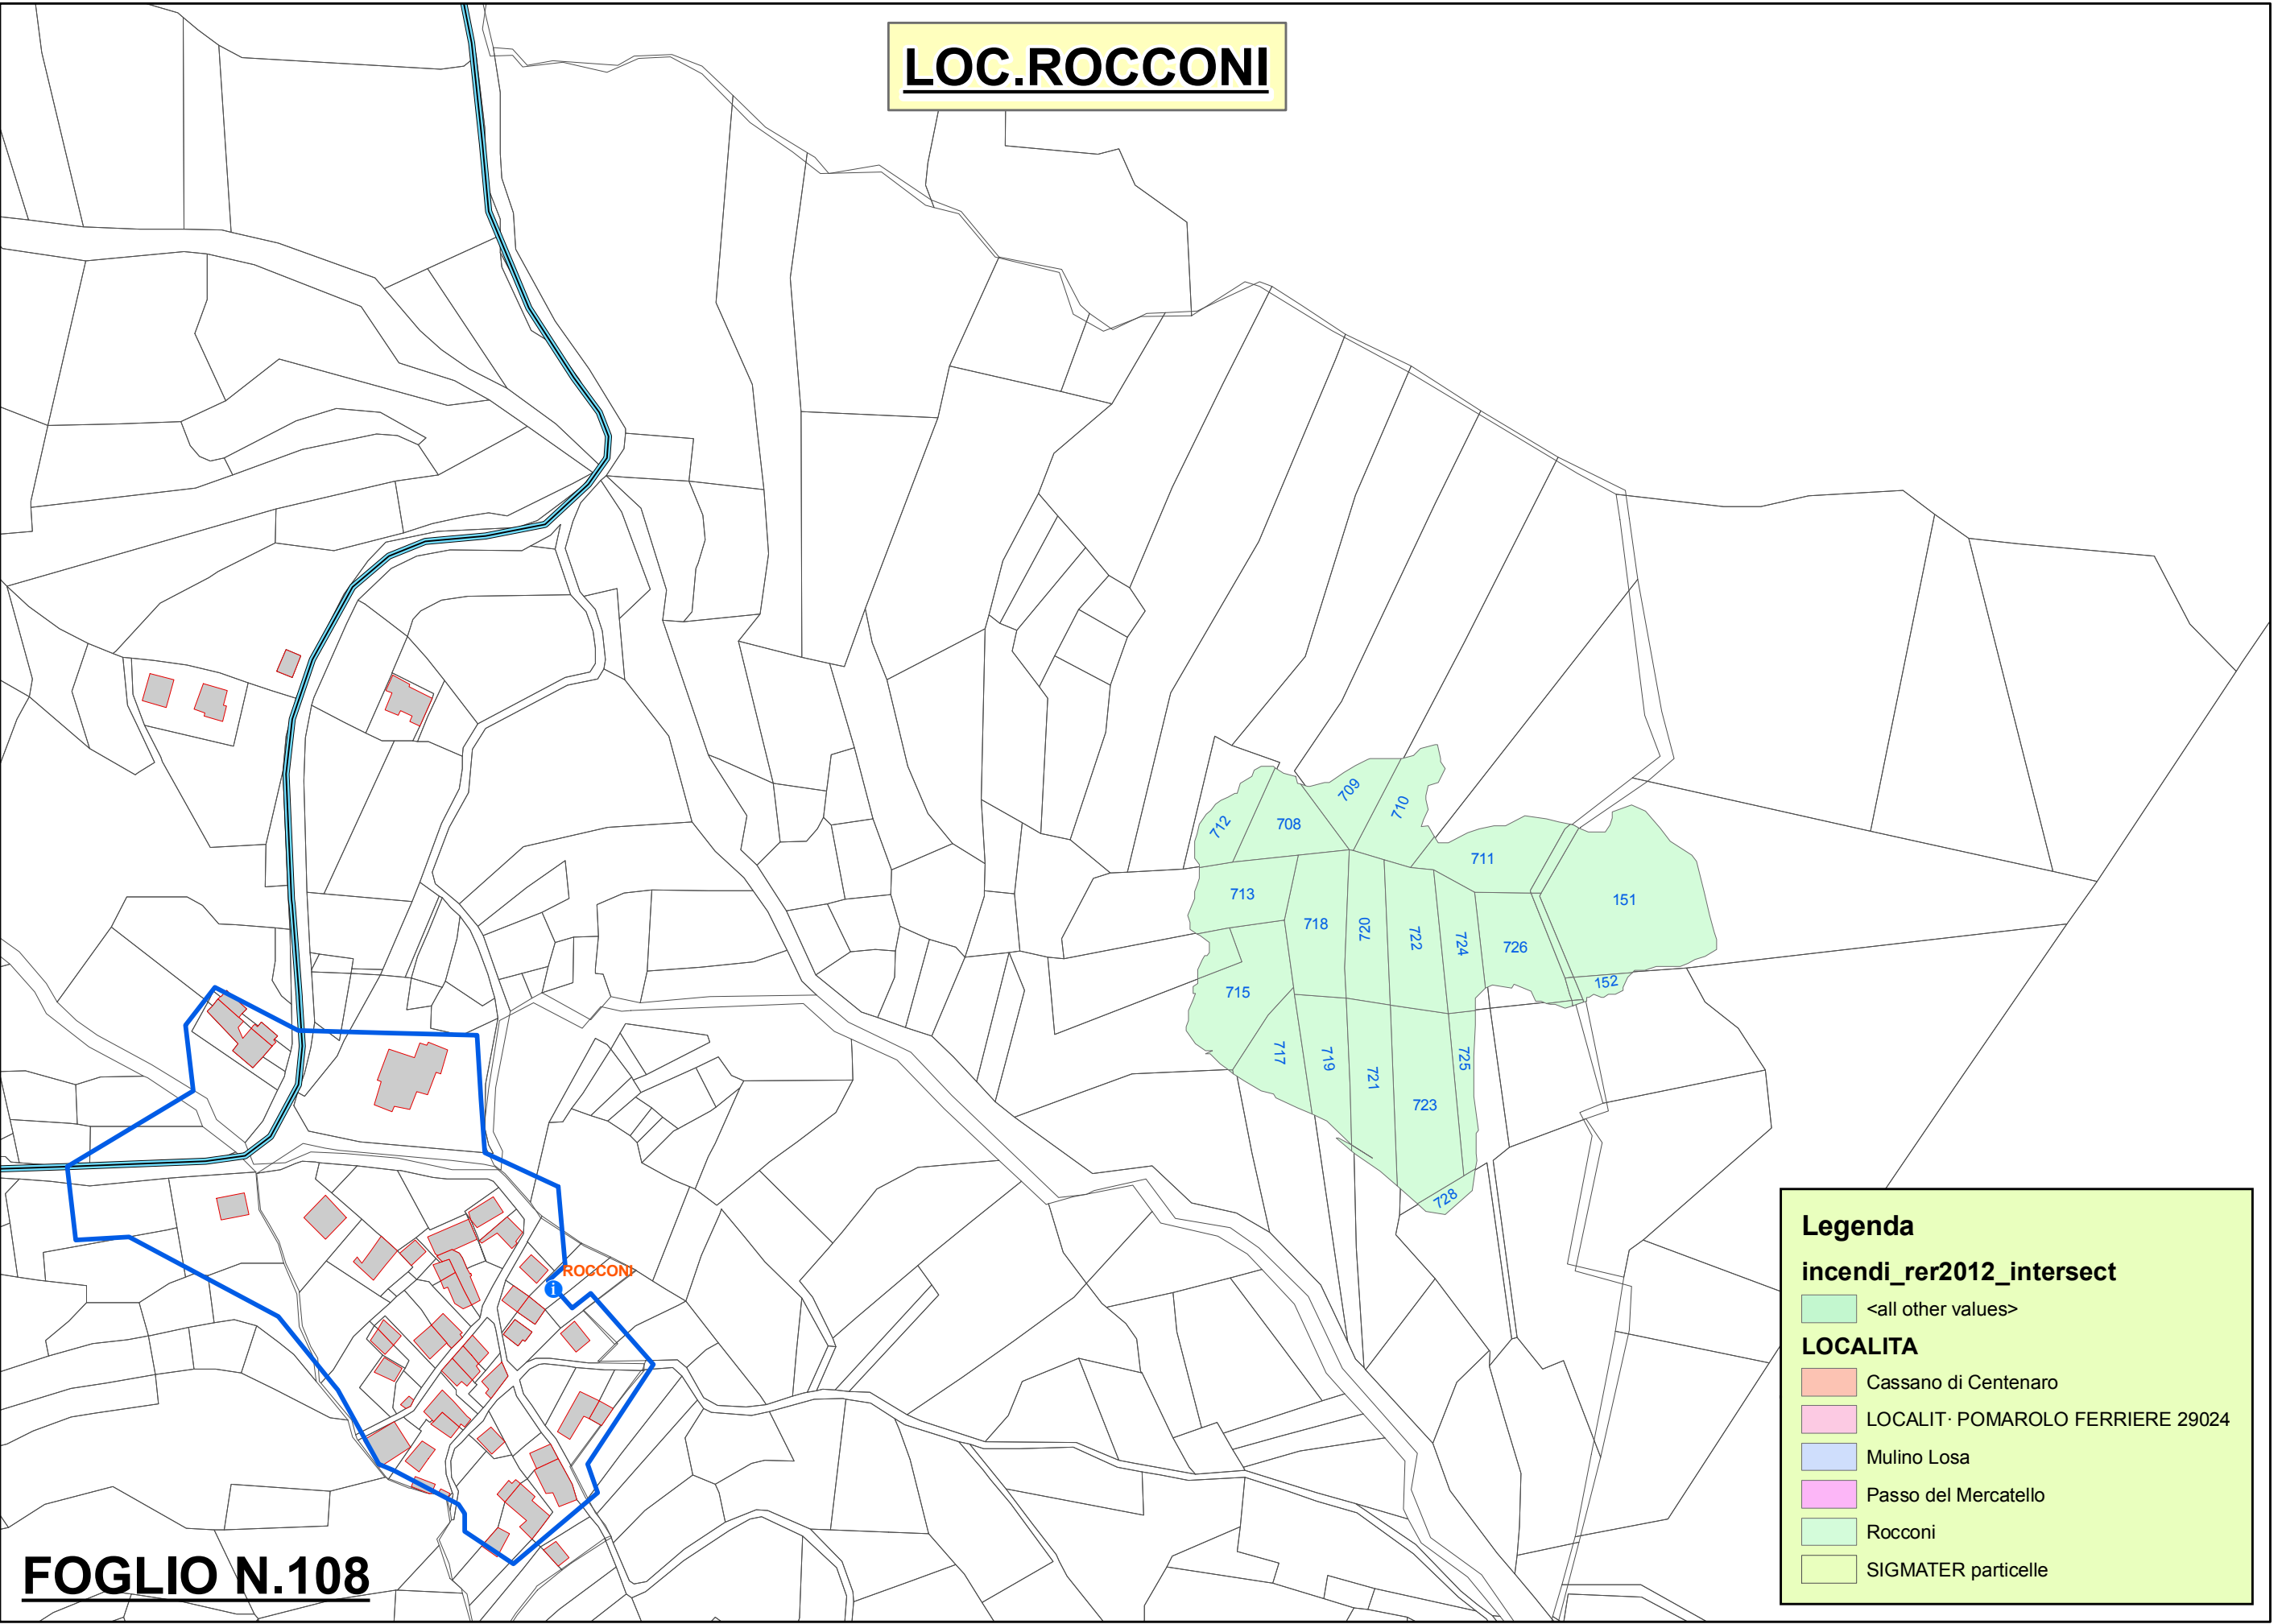 LOC.ROCCONI
709
710
712
708
711
713
151
718
720
722
724
726
715
152
717
719
721
725
723
728
ROCCONI
i
Legenda
incendi_rer2012_intersect
<all other values>
LOCALITA
Cassano di Centenaro
LOCALIT· POMAROLO FERRIERE 29024
Mulino Losa
Passo del Mercatello
Rocconi
SIGMATER particelle
FOGLIO N.108